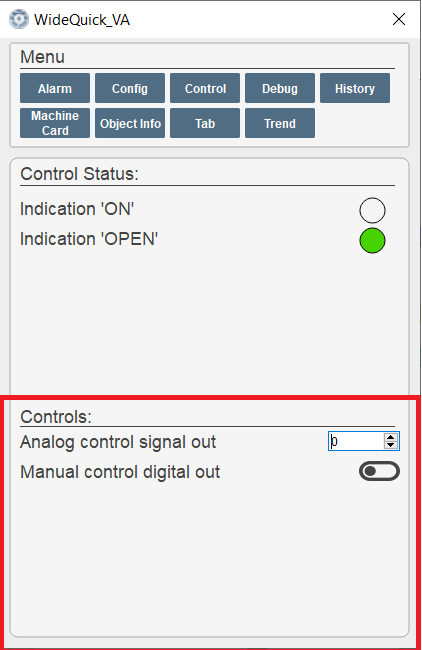 WideQuick_VA
Menu
Alarm Config Control Debug History
Machine Card Object Info Tab Trend
Control Status:
Indication 'ON'
Indication 'OPEN'
Controls:
Analog control signal out 0
Manual control digital out